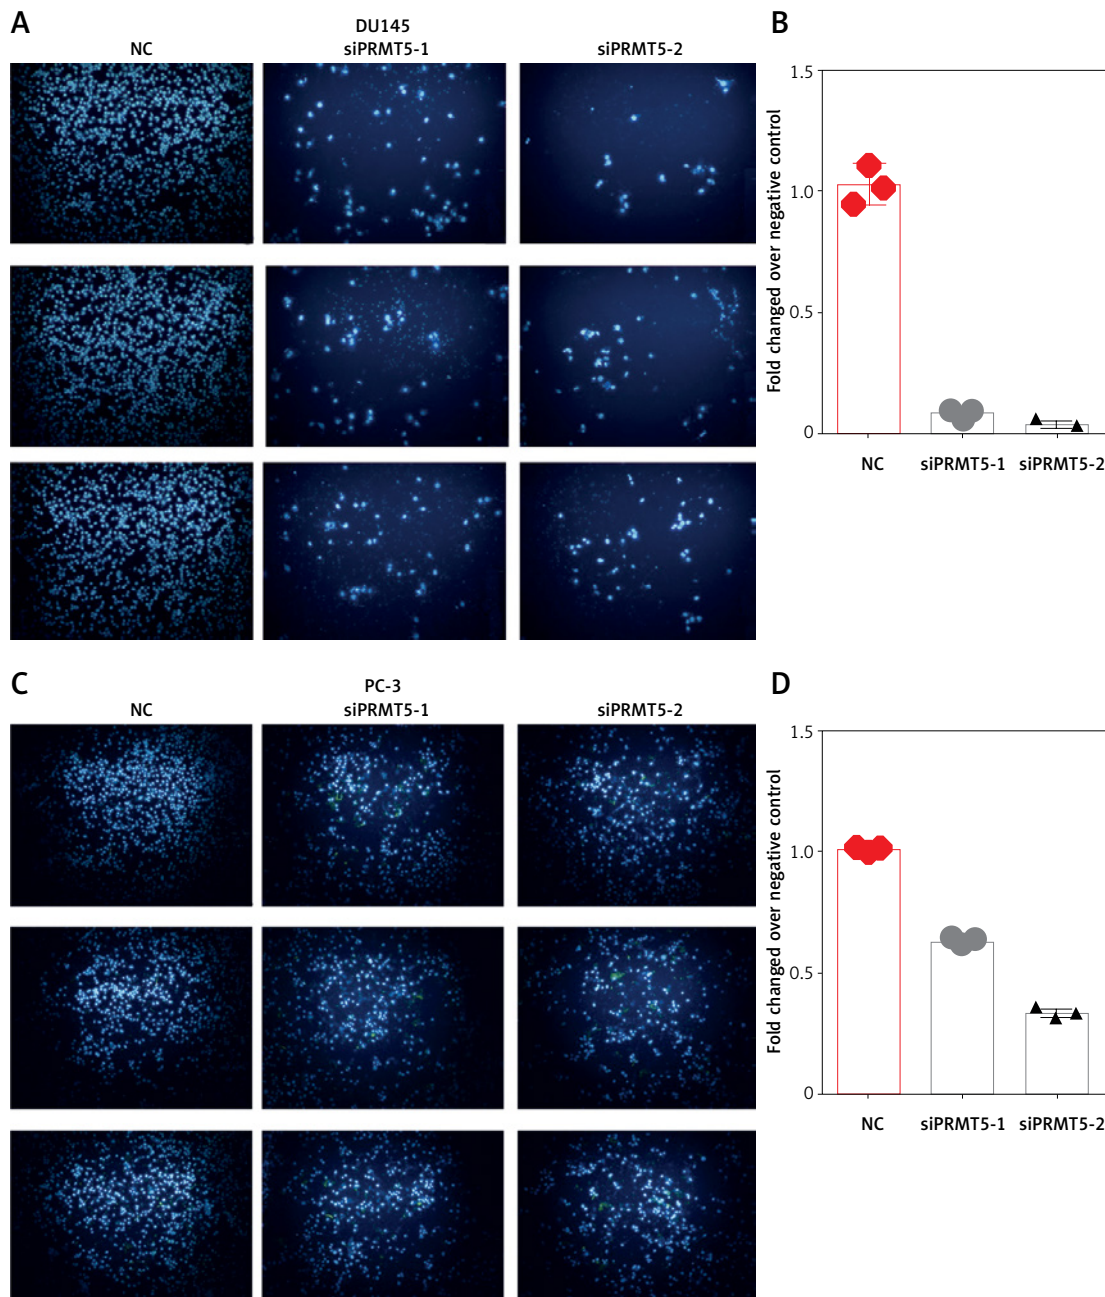 A
DU145
NC siPRMT5-1 siPRMT5-2
B
Fold changed over negative control
1.5
1.0
0.5
0
NC siPRMT5-1 siPRMT5-2
C
PC-3
NC siPRMT5-1 siPRMT5-2
D
Fold changed over negative control
1.5
1.0
0.5
0
NC siPRMT5-1 siPRMT5-2